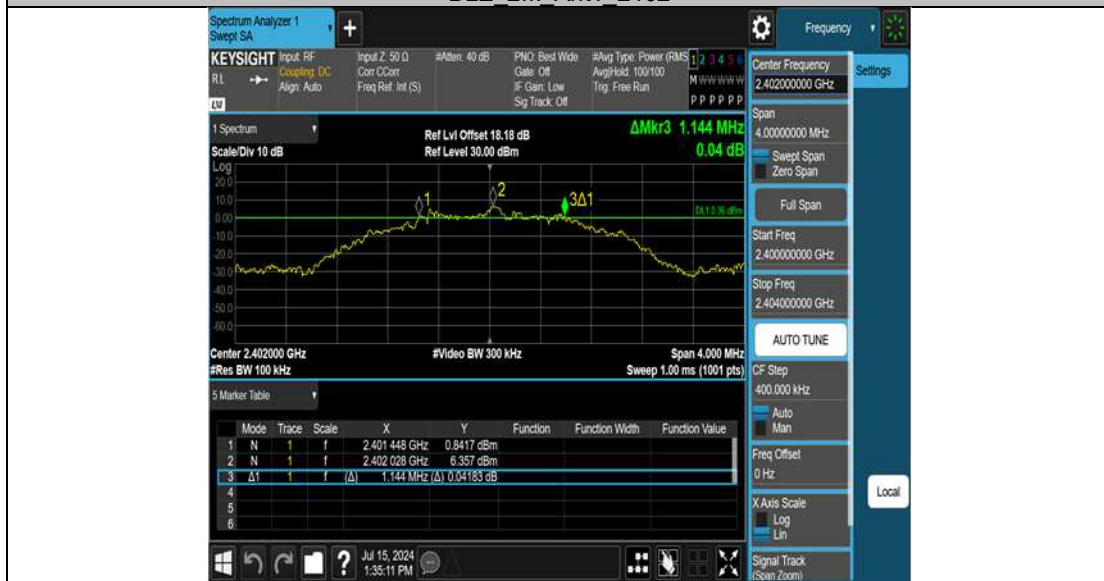 Spectrum Analyzer 1
Swept SA
+
Frequency
KEYSIGHT
Input: RF
Coupling: DC
Align: Auto
Input Z: 50 Ω
Corr CCorr
Freq Ref: Int (S)
#Atten: 40 dB
PNO: Best Wide
Gate: Off
IF Gain: Low
Sig Track: Off
#Avg Type: Power (RMS
Avg|Hold: 100/100
Trig: Free Run
1 2 3 4 5 6
M W W W W W
P P P P P P
Center Frequency
2.402000000 GHz
Settings
Span
4.00000000 MHz
Swept Span
Zero Span
Full Span
Start Freq
2.400000000 GHz
Stop Freq
2.404000000 GHz
AUTO TUNE
CF Step
400.000 kHz
Auto
Man
Freq Offset
0 Hz
X Axis Scale
Log
Lin
Signal Track
(Span Zoom)
Local
1 Spectrum
Scale/Div 10 dB
Ref Lvl Offset 18.18 dB
Ref Level 30.00 dBm
ΔMkr3 1.144 MHz
0.04 dB
Log
20.0
10.0
0.00
-10.0
-20.0
-30.0
-40.0
-50.0
-60.0
1
2
3Δ1
DL1 0.36 dBm
Center 2.402000 GHz
#Video BW 300 kHz
Span 4.000 MHz
#Res BW 100 kHz
Sweep 1.00 ms (1001 pts)
5 Marker Table
Mode Trace Scale X Y Function Function Width Function Value
1 N 1 f 2.401 448 GHz 0.8417 dBm
2 N 1 f 2.402 028 GHz 6.357 dBm
3 Δ1 1 f (Δ) 1.144 MHz (Δ) 0.04183 dB
4
5
6
?
Jul 15, 2024
1:35:11 PM